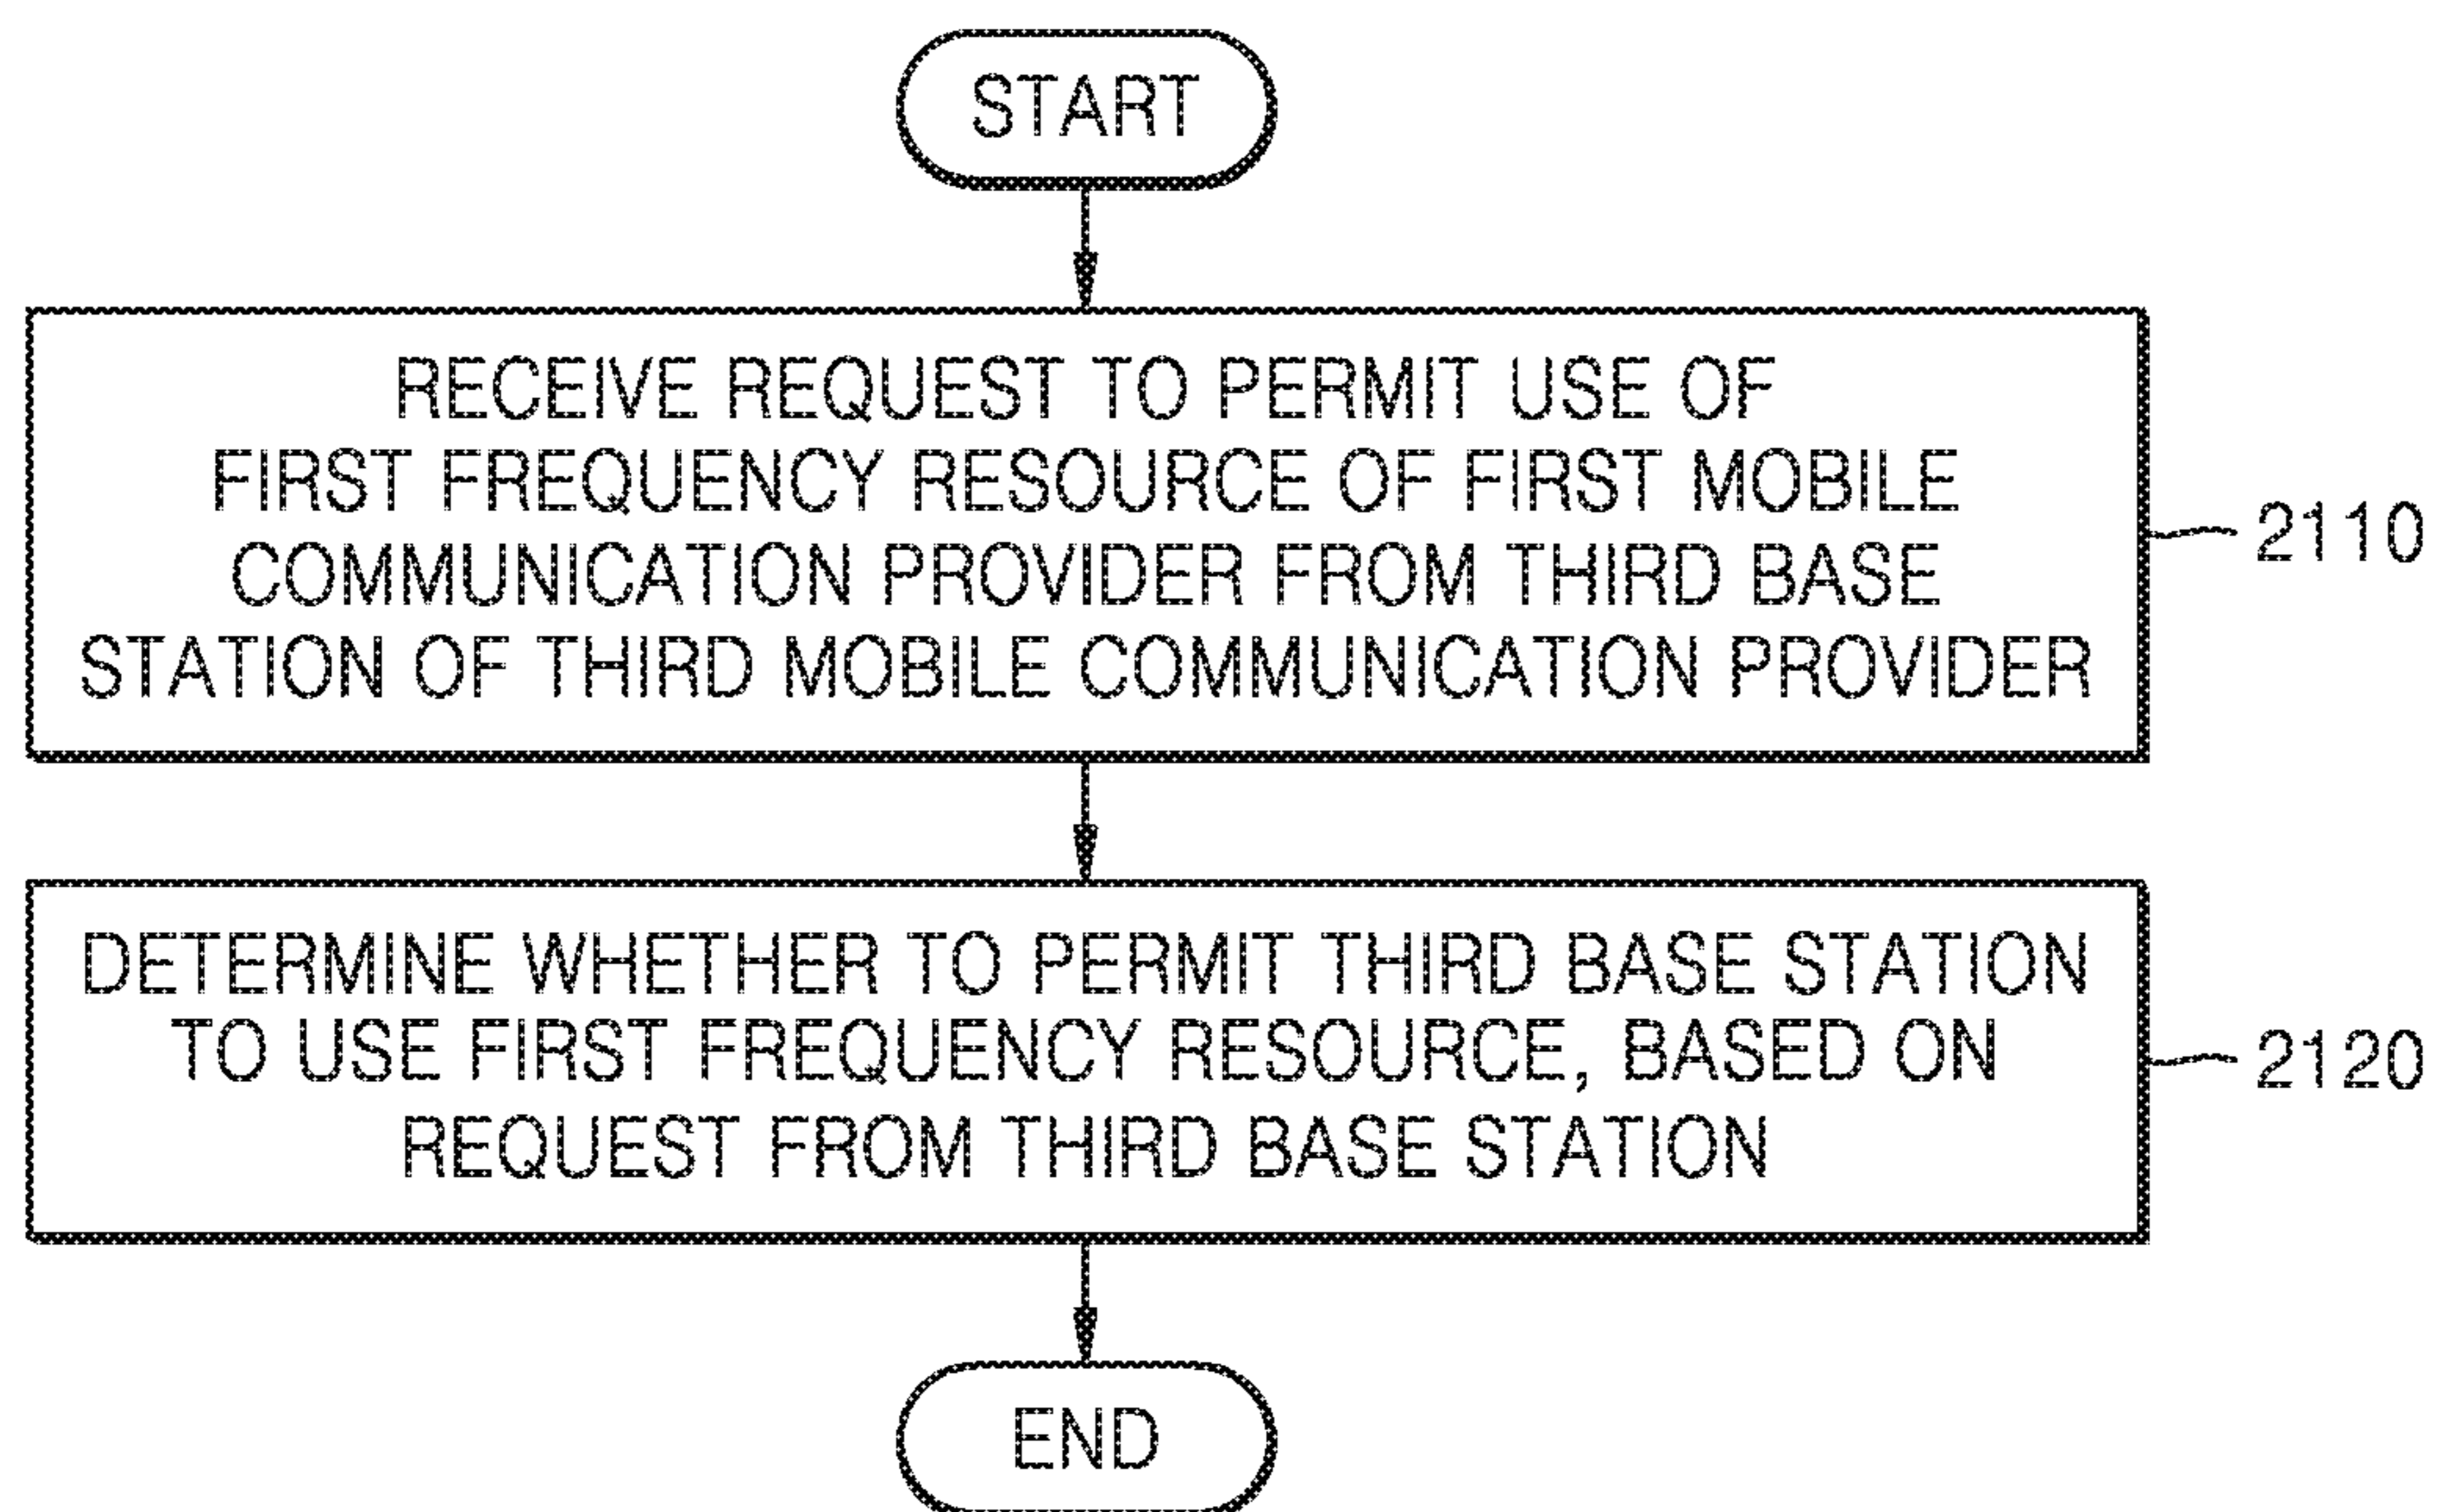 START
RECEIVE REQUEST TO PERMIT USE OF
FIRST FREQUENCY RESOURCE OF FIRST MOBILE
COMMUNICATION PROVIDER FROM THIRD BASE
STATION OF THIRD MOBILE COMMUNICATION PROVIDER
2110
DETERMINE WHETHER TO PERMIT THIRD BASE STATION
TO USE FIRST FREQUENCY RESOURCE, BASED ON
REQUEST FROM THIRD BASE STATION
2120
END